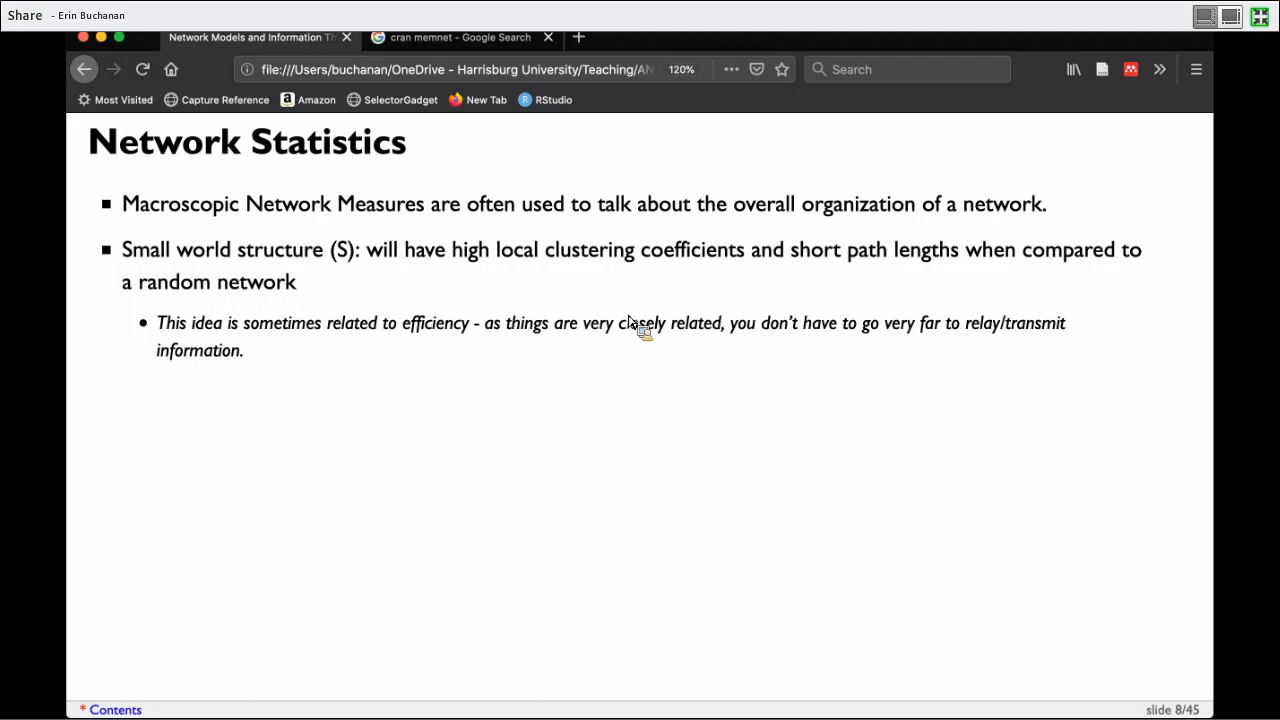 Share - Erin Buchanan
Network Models and Information Th
cran memnet - Google Search
file:///Users/buchanan/OneDrive - Harrisburg University/Teaching/AN 120% Search
Most Visited Capture Reference Amazon SelectorGadget New Tab RStudio
Network Statistics
Macroscopic Network Measures are often used to talk about the overall organization of a network.
Small world structure (S): will have high local clustering coefficients and short path lengths when compared to
a random network
This idea is sometimes related to efficiency - as things are very closely related, you don't have to go very far to relay/transmit
information.
* Contents
slide 8/45